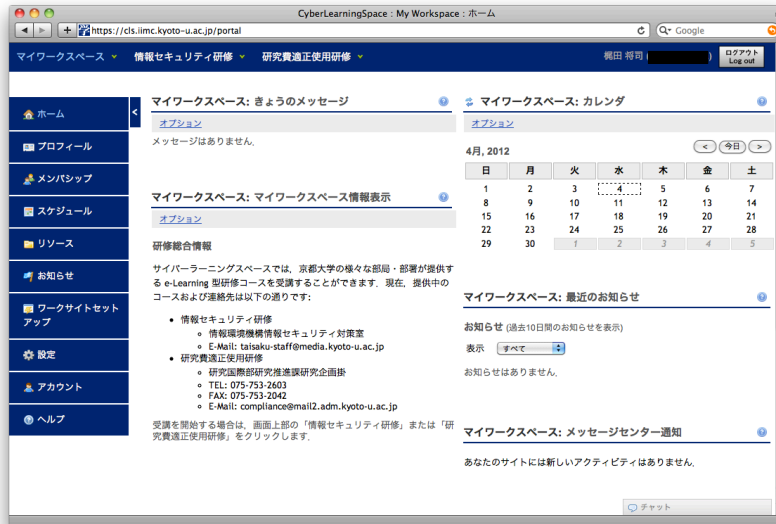 CyberLearningSpace : My Workspace : ホーム
https://cls.iimc.kyoto-u.ac.jp/portal
Google
マイワークスペース 情報セキュリティ研修 研究費適正使用研修
梶田 将司 ( )
ログアウト
Log out
ホーム
プロフィール
メンバシップ
スケジュール
リソース
お知らせ
ワークサイトセット
アップ
設定
アカウント
ヘルプ
<
マイワークスペース: きょうのメッセージ
オプション
メッセージはありません.
マイワークスペース: マイワークスペース情報表示
オプション
研修総合情報
サイバーラーニングスペースでは, 京都大学の様々な部局・部署が提供す
る e-Learning 型研修コースを受講することができます. 現在, 提供中の
コースおよび連絡先は以下の通りです:
• 情報セキュリティ研修
◦ 情報環境機構情報セキュリティ対策室
◦ E-Mail: taisaku-staff@media.kyoto-u.ac.jp
• 研究費適正使用研修
◦ 研究国際部研究推進課研究企画掛
◦ TEL: 075-753-2603
◦ FAX: 075-753-2042
◦ E-Mail: compliance@mail2.adm.kyoto-u.ac.jp
受講を開始する場合は, 画面上部の「情報セキュリティ研修」または「研
究費適正使用研修」をクリックします.
マイワークスペース: カレンダ
オプション
4月, 2012
< 今日 >
日 月 火 水 木 金 土
1 2 3 4 5 6 7
8 9 10 11 12 13 14
15 16 17 18 19 20 21
22 23 24 25 26 27 28
29 30 1 2 3 4 5
マイワークスペース: 最近のお知らせ
お知らせ (過去10日間のお知らせを表示)
表示 すべて
お知らせはありません.
マイワークスペース: メッセージセンター通知
あなたのサイトには新しいアクティビティはありません.
チャット